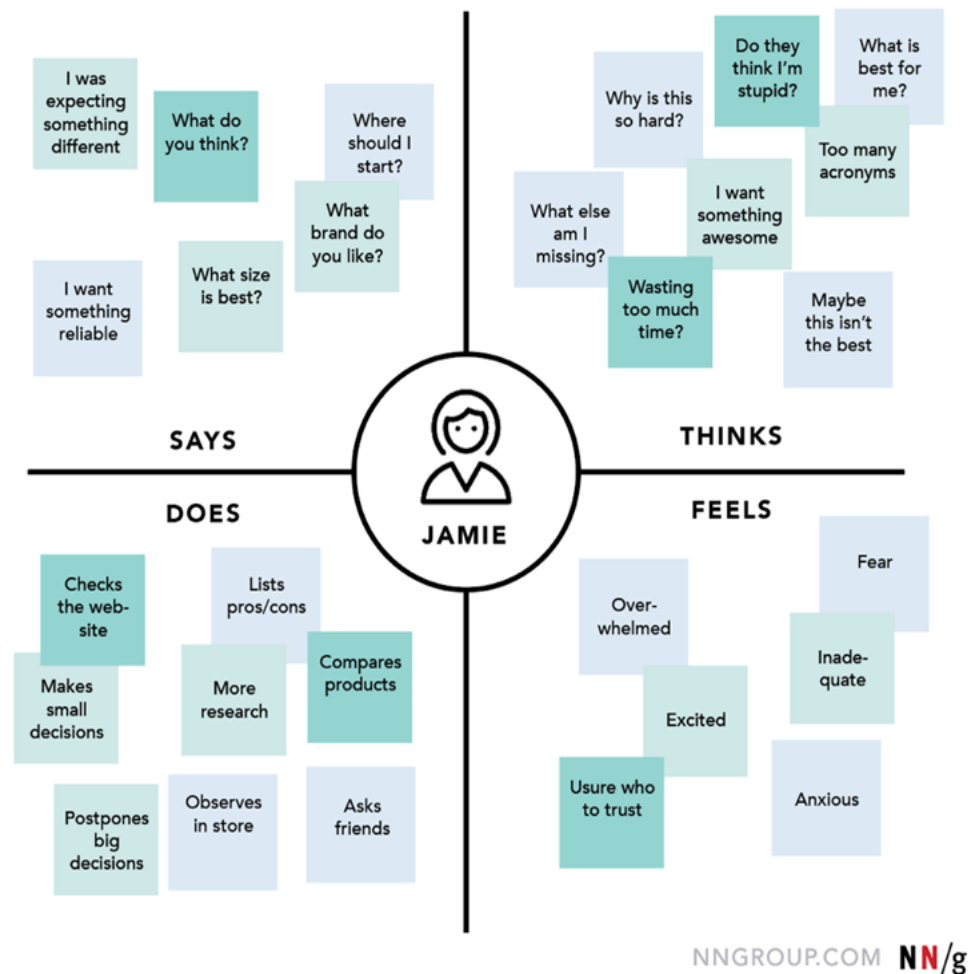 I was
expecting
something
different
What do
you think?
Where
should I
start?
What
brand do
you like?
What size
is best?
I want
something
reliable
SAYS
Do they
think I'm
stupid?
What is
best for
me?
Why is this
so hard?
Too many
acronyms
I want
something
awesome
What else
am I
missing?
Wasting
too much
time?
Maybe
this isn't
the best
THINKS
JAMIE
DOES
Checks
the web-
site
Lists
pros/cons
Compares
products
Makes
small
decisions
More
research
Postpones
big
decisions
Observes
in store
Asks
friends
FEELS
Fear
Over-
whelmed
Inade-
quate
Excited
Usure who
to trust
Anxious
NNGROUP.COM NN/g